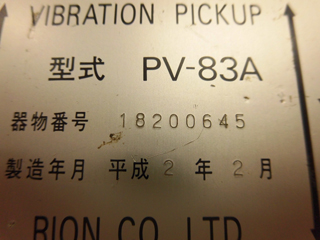 VIBRATION PICKUP
型式 PV-83A
器物番号 18200645
製造年月 平成 2 年 2 月
RION CO. LTD